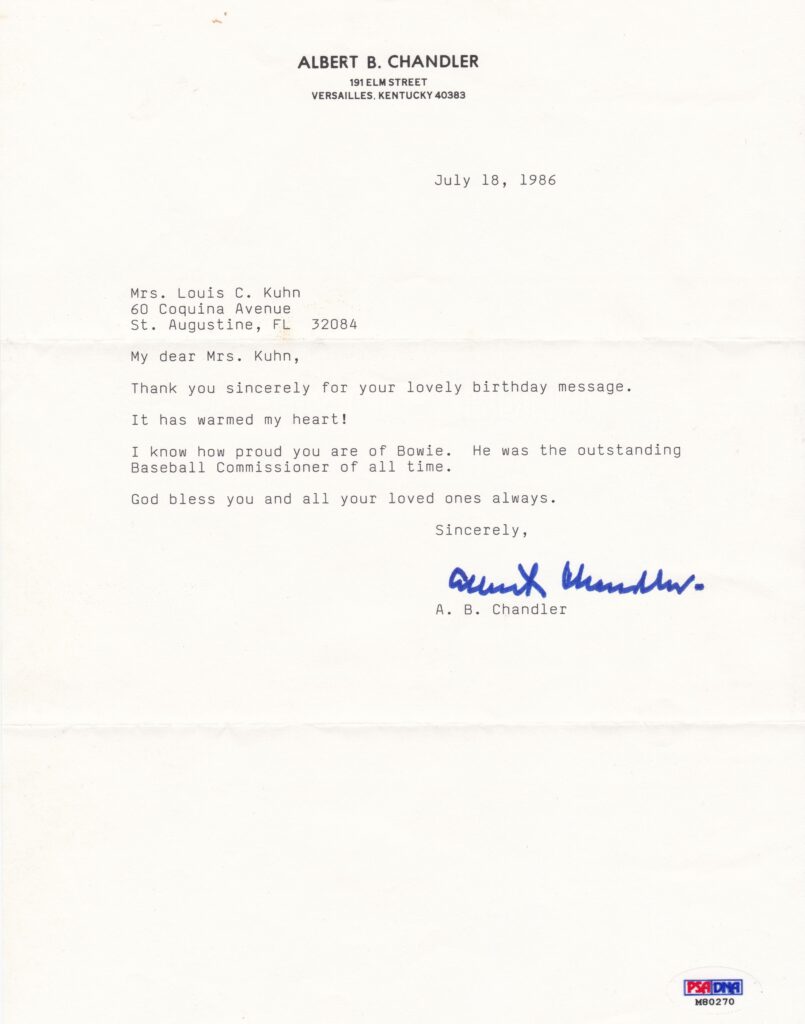 ALBERT B. CHANDLER
191 ELM STREET
VERSAILLES, KENTUCKY 40383
July 18, 1986
Mrs. Louis C. Kuhn
60 Coquina Avenue
St. Augustine, FL  32084
My dear Mrs. Kuhn,
Thank you sincerely for your lovely birthday message.
It has warmed my heart!
I know how proud you are of Bowie.  He was the outstanding
Baseball Commissioner of all time.
God bless you and all your loved ones always.
Sincerely,
Albert Chandler.
A. B. Chandler
PSA/DNA
M80270